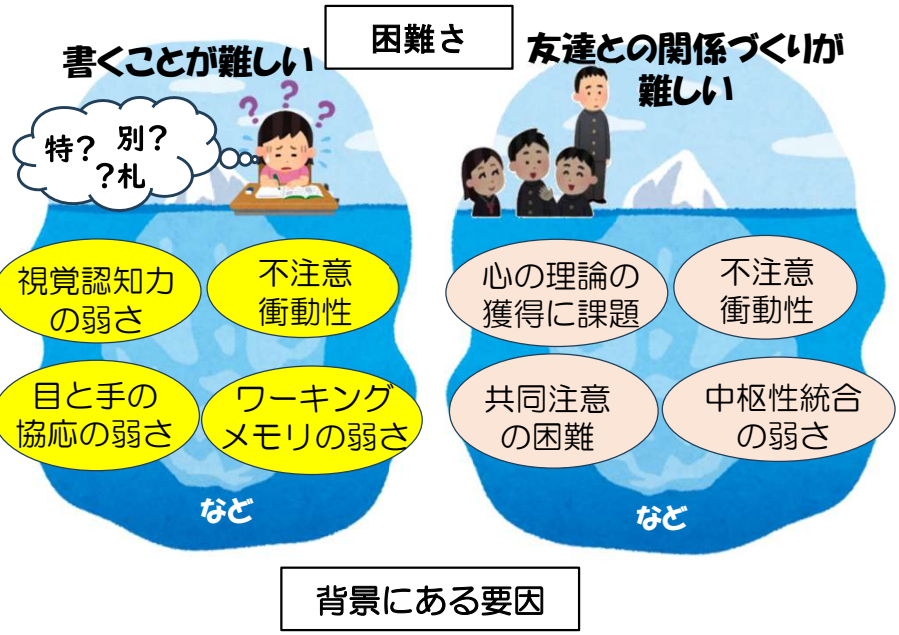 困難さ
書くことが難しい
特? 別?
?札
視覚認知力
の弱さ
不注意
衝動性
目と手の
協応の弱さ
ワーキング
メモリの弱さ
など
友達との関係づくりが
難しい
心の理論の
獲得に課題
不注意
衝動性
共同注意
の困難
中枢性統合
の弱さ
など
背景にある要因